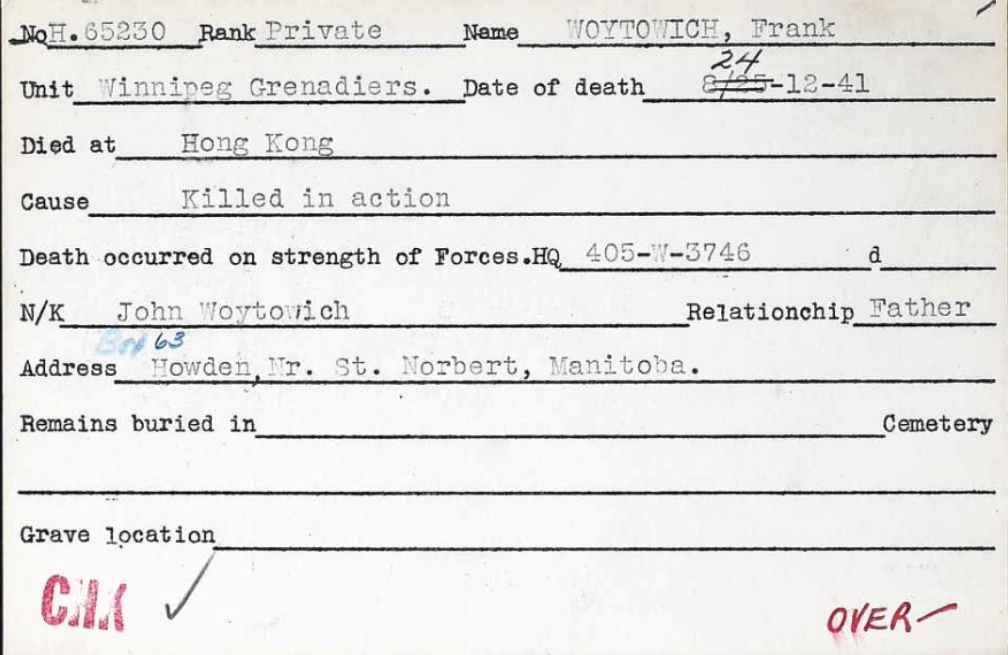 No H.65230 Rank Private Name WOYTOWICH, Frank
24
Unit Winnipeg Grenadiers. Date of death 8/25-12-41
Died at Hong Kong
Cause Killed in action
Death occurred on strength of Forces. HQ 405-W-3746 d
N/K John Woytowich Relationchip Father
Box 63
Address Howden, Nr. St. Norbert, Manitoba.
Remains buried in Cemetery
Grave location
OVER